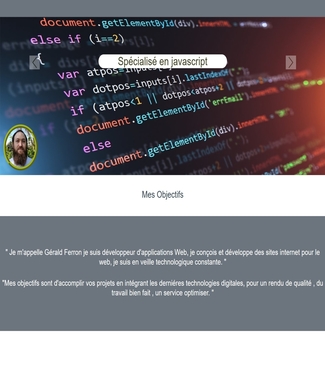 document.getElementById(div).innerHTML
else if (i==2)
{
var atpos=inputs[i].
Spécialisé en javascript
var dotpos=inputs[i].lastIndexOf(".");
if (atpos<1 || dotpos<atpos+2 ||
document.getElementById('errEmail').innerHTML
else
document.getElementById(div).innerHTML
Mes Objectifs
" Je m'appelle Gérald Ferron je suis développeur d'applications Web, je conçois et développe des sites internet pour le
web, je suis en veille technologique constante. "
"Mes objectifs sont d'accomplir vos projets en intégrant les dernières technologies digitales, pour un rendu de qualité , du
travail bien fait , un service optimiser. "